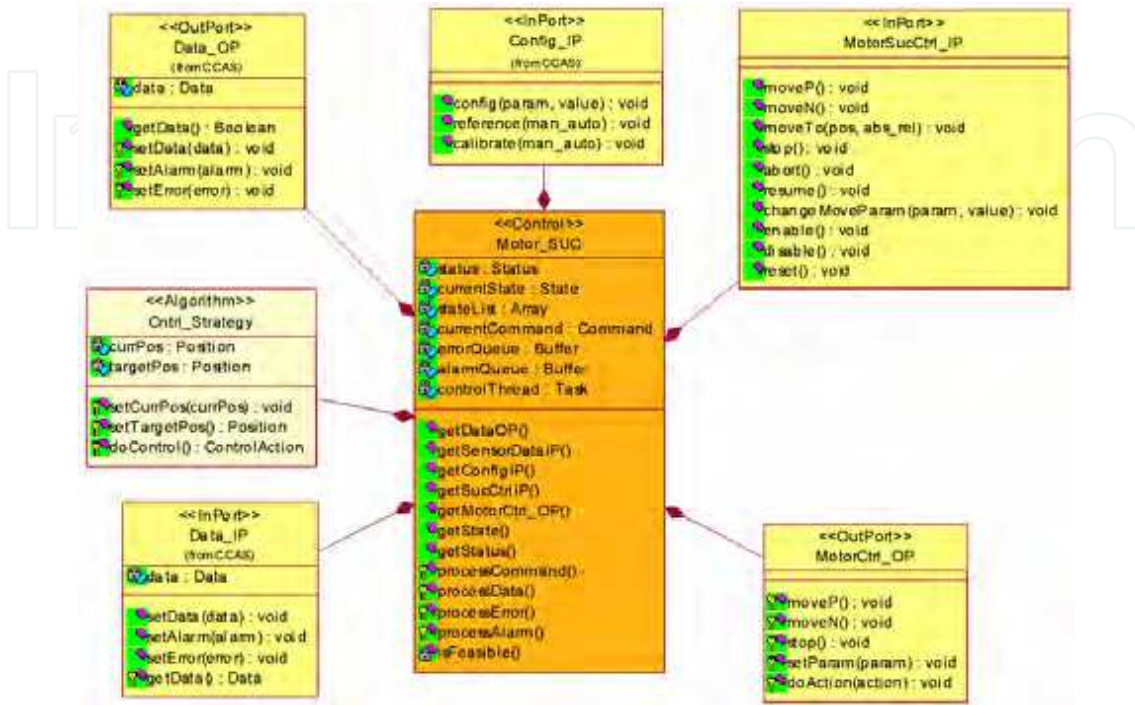 <<OutPort>>
Data_OP
(from CCAS)
data : Data
getData() : Boolean
setData(data) : void
setAlarm(alarm) : void
setError(error) : void
<<InPort>>
Config_IP
(from CCAS)
config(param, value) : void
reference(man_auto) : void
calibrate(man_auto) : void
<<InPort>>
MotorSucCtrl_IP
moveP() : void
moveN() : void
moveTo(pos, abs_rel) : void
stop() : void
abort() : void
resume() : void
changeMoveParam(param, value) : void
enable() : void
disable() : void
reset() : void
<<Control>>
Motor_SUC
status : Status
currentState : State
stateList : Array
currentCommand : Command
errorQueue : Buffer
alarmQueue : Buffer
controlThread : Task
getDataOP()
getSensorDataIP()
getConfigIP()
getSucCtrlIP()
getMotorCtrl_OP()
getState()
getStatus()
processCommand()
processData()
processError()
processAlarm()
isFeasible()
<<Algorithm>>
Cntrl_Strategy
currPos : Position
targetPos : Position
setCurrPos(currPos) : void
setTargetPos() : Position
doControl() : ControlAction
<<InPort>>
Data_IP
(from CCAS)
data : Data
setData(data) : void
setAlarm(alarm) : void
setError(error) : void
getData() : Data
<<OutPort>>
MotorCtrl_OP
moveP() : void
moveN() : void
stop() : void
setParam(param) : void
doAction(action) : void